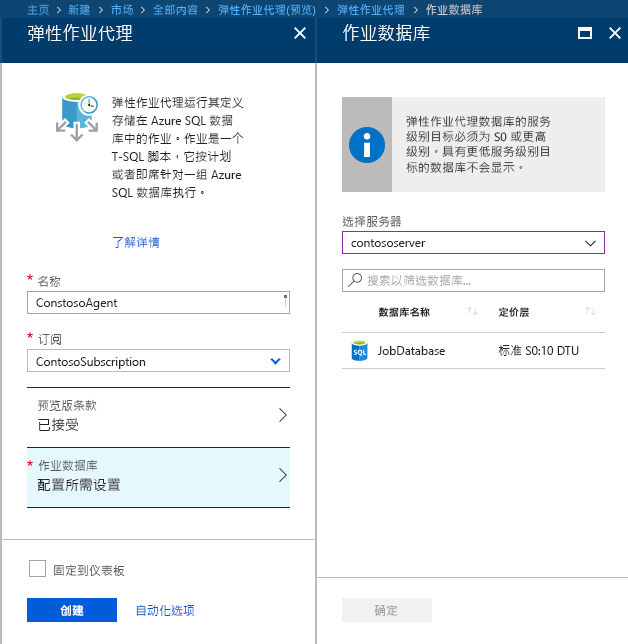 主页 > 新建 > 市场 > 全部内容 > 弹性作业代理(预览) > 弹性作业代理 > 作业数据库
弹性作业代理
弹性作业代理运行其定义
存储在 Azure SQL 数据
库中的作业。作业是一个
T-SQL 脚本，它按计划
或者即席针对一组 Azure
SQL 数据库执行。
了解详情
* 名称
ConstosoAgent
* 订阅
ContosoSubscription
预览版条款
已接受
* 作业数据库
配置所需设置
固定到仪表板
创建
自动化选项
作业数据库
弹性作业代理数据库的服务
级别目标必须为 S0 或更高
级别。具有更低服务级别目
标的数据库不会显示。
选择服务器
contososerver
搜索以筛选数据库...
数据库名称 定价层
SQL JobDatabase 标准 S0:10 DTU
确定